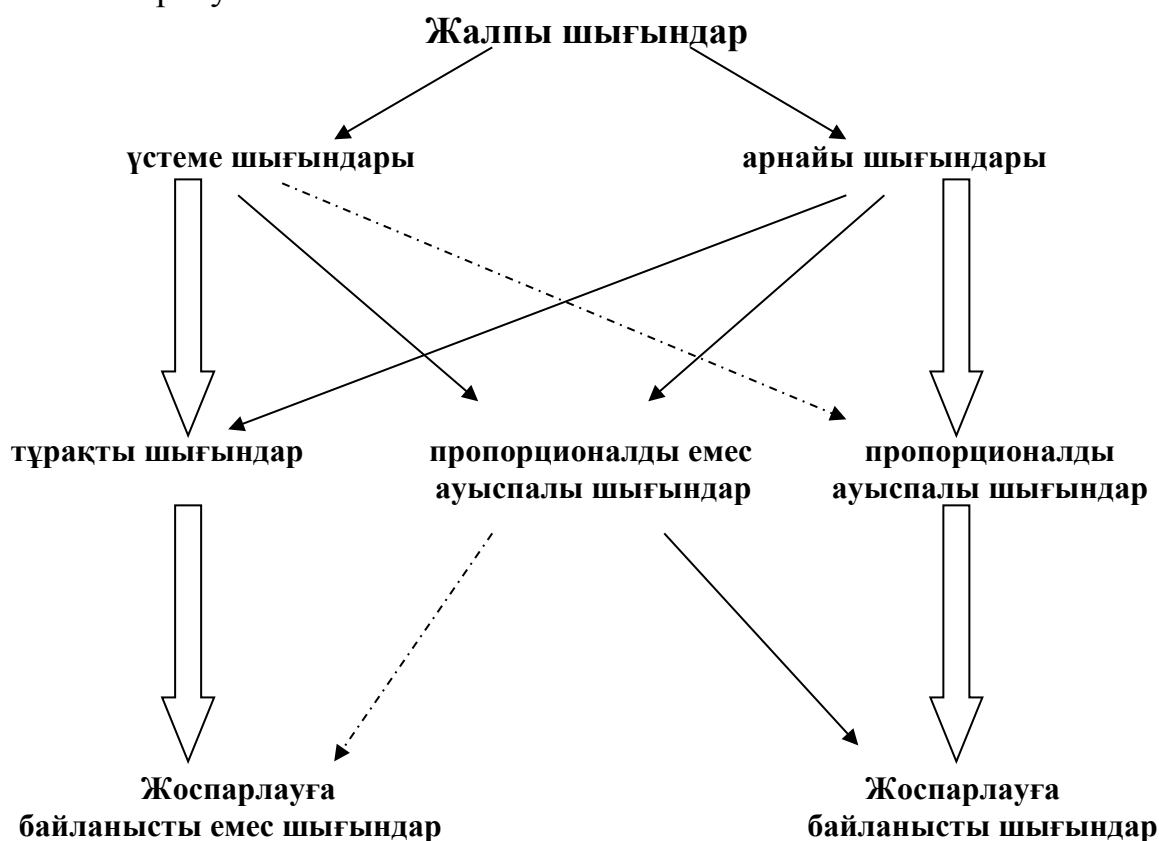 Жалпы шығындар
үстеме шығындары
арнайы шығындары
тұрақты шығындар
пропорционалды емес
ауыспалы шығындар
пропорционалды
ауыспалы шығындар
Жоспарлауға
байланысты емес шығындар
Жоспарлауға
байланысты шығындар